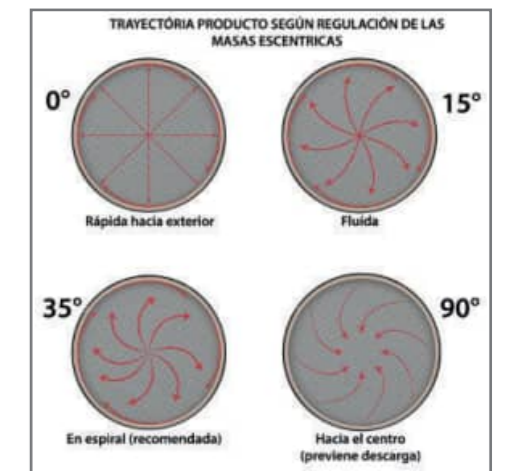 TRAYECTÓRIA PRODUCTO SEGÚN REGULACIÓN DE LAS
MASAS ESCENTRICAS
0°
15°
Rápida hacia exterior
Fluída
35°
90°
En espiral (recomendada)
Hacia el centro
(previene descarga)